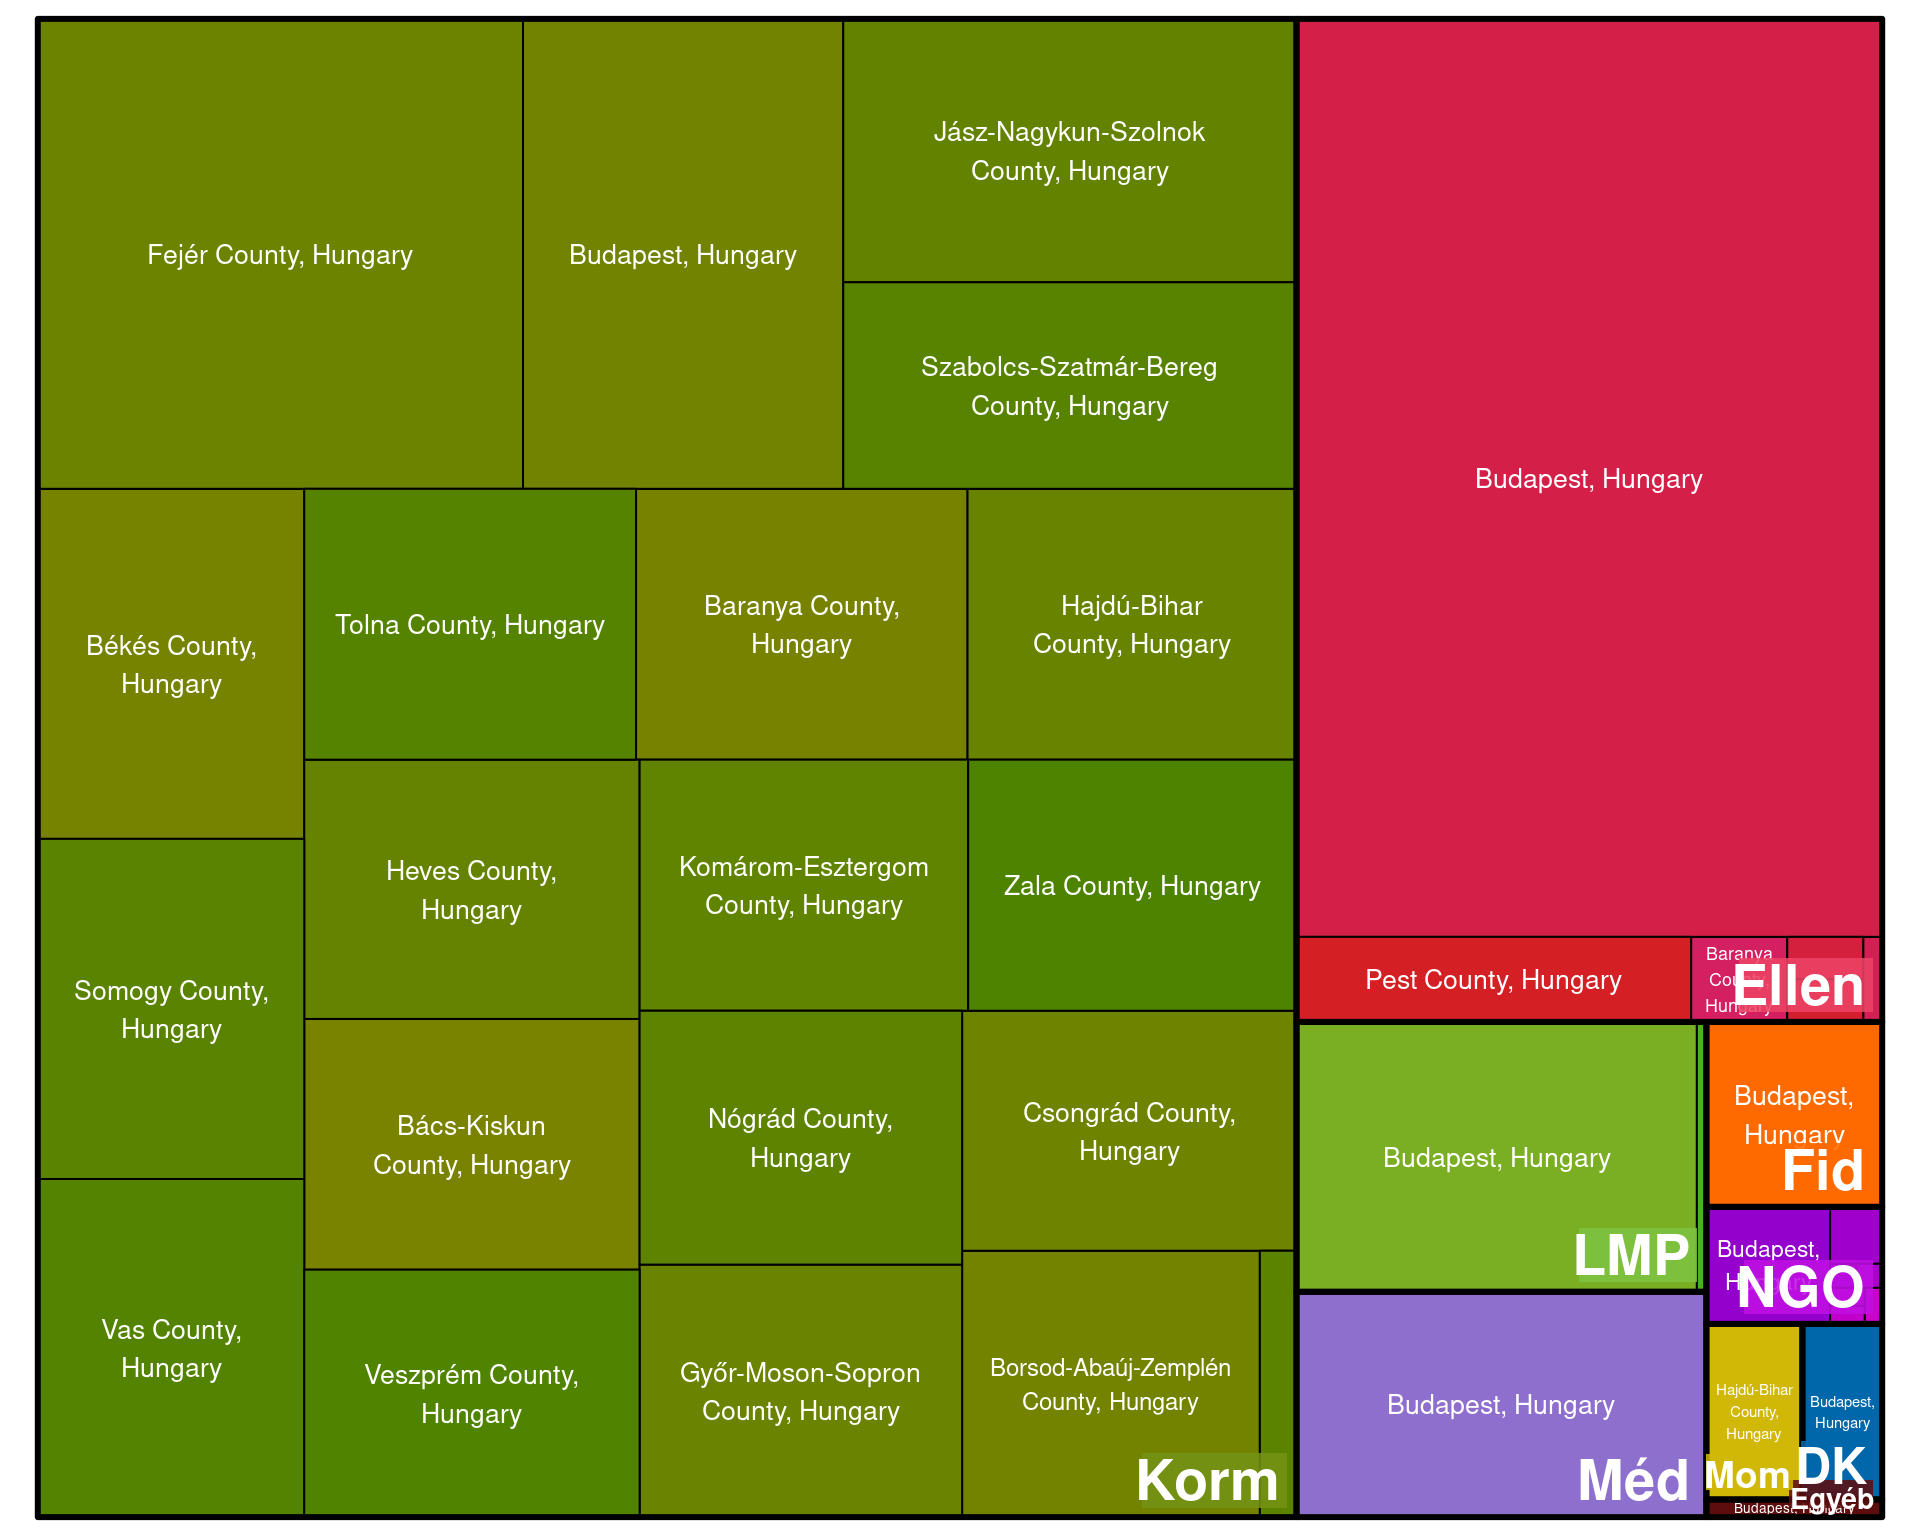 Fejér County, Hungary
Budapest, Hungary
Jász-Nagykun-Szolnok
County, Hungary
Szabolcs-Szatmár-Bereg
County, Hungary
Békés County,
Hungary
Tolna County, Hungary
Baranya County,
Hungary
Hajdú-Bihar
County, Hungary
Somogy County,
Hungary
Heves County,
Hungary
Komárom-Esztergom
County, Hungary
Zala County, Hungary
Bács-Kiskun
County, Hungary
Nógrád County,
Hungary
Csongrád County,
Hungary
Vas County,
Hungary
Veszprém County,
Hungary
Győr-Moson-Sopron
County, Hungary
Borsod-Abaúj-Zemplén
County, Hungary
Korm
Budapest, Hungary
Pest County, Hungary
Baranya
County,
Hungary
Ellen
Budapest, Hungary
LMP
Budapest, Hungary
Méd
Budapest,
Hungary
Fid
Budapest,
Hungary
NGO
Hajdú-Bihar
County,
Hungary
Mom
Budapest,
Hungary
DK
Budapest, Hungary
Egyéb